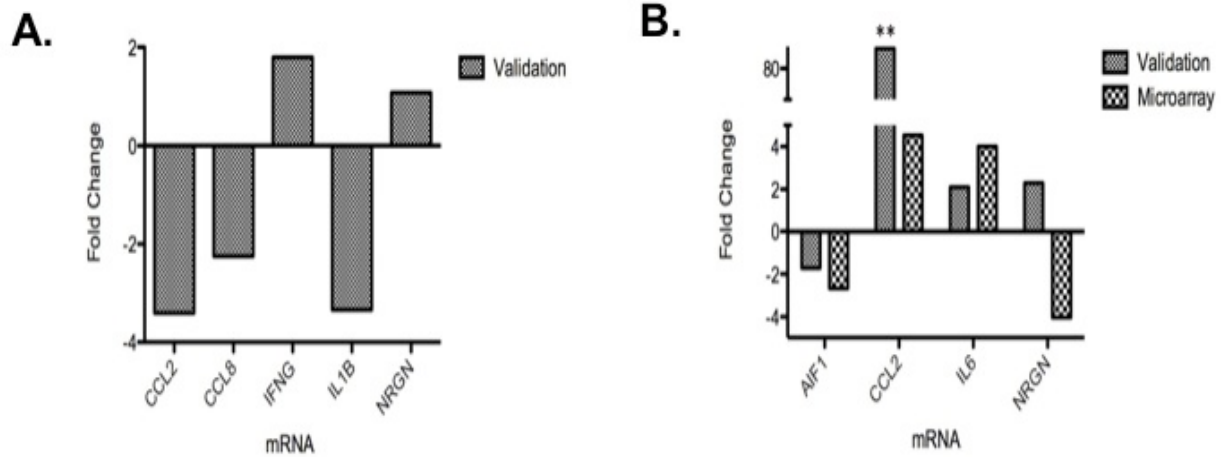 A.
2
0
-2
-4
Fold Change
CCL2
CCL8
IFNG
IL1B
NRGN
mRNA
Validation
B.
**
80
4
2
0
-2
-4
Fold Change
AIF1
CCL2
IL6
NRGN
mRNA
Validation
Microarray